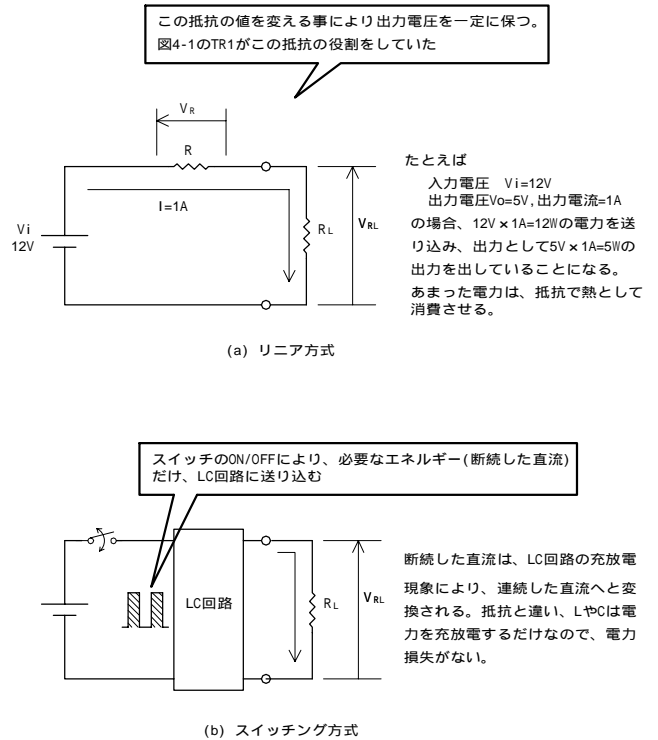 この抵抗の値を変える事により出力電圧を一定に保つ。
図4-1のTR1がこの抵抗の役割をしていた
VR
R
I=1A
Vi
12V
RL
VRL
たとえば
入力電圧 Vi=12V
出力電圧Vo=5V,出力電流=1A
の場合、12V×1A=12Wの電力を送
り込み、出力として5V×1A=5Wの
出力を出していることになる。
あまった電力は、抵抗で熱として
消費させる。
(a) リニア方式
スイッチのON/OFFにより、必要なエネルギー(断続した直流)
だけ、LC回路に送り込む
LC回路
RL
VRL
断続した直流は、LC回路の充放電
現象により、連続した直流へと変
換される。抵抗と違い、LやCは電
力を充放電するだけなので、電力
損失がない。
(b) スイッチング方式